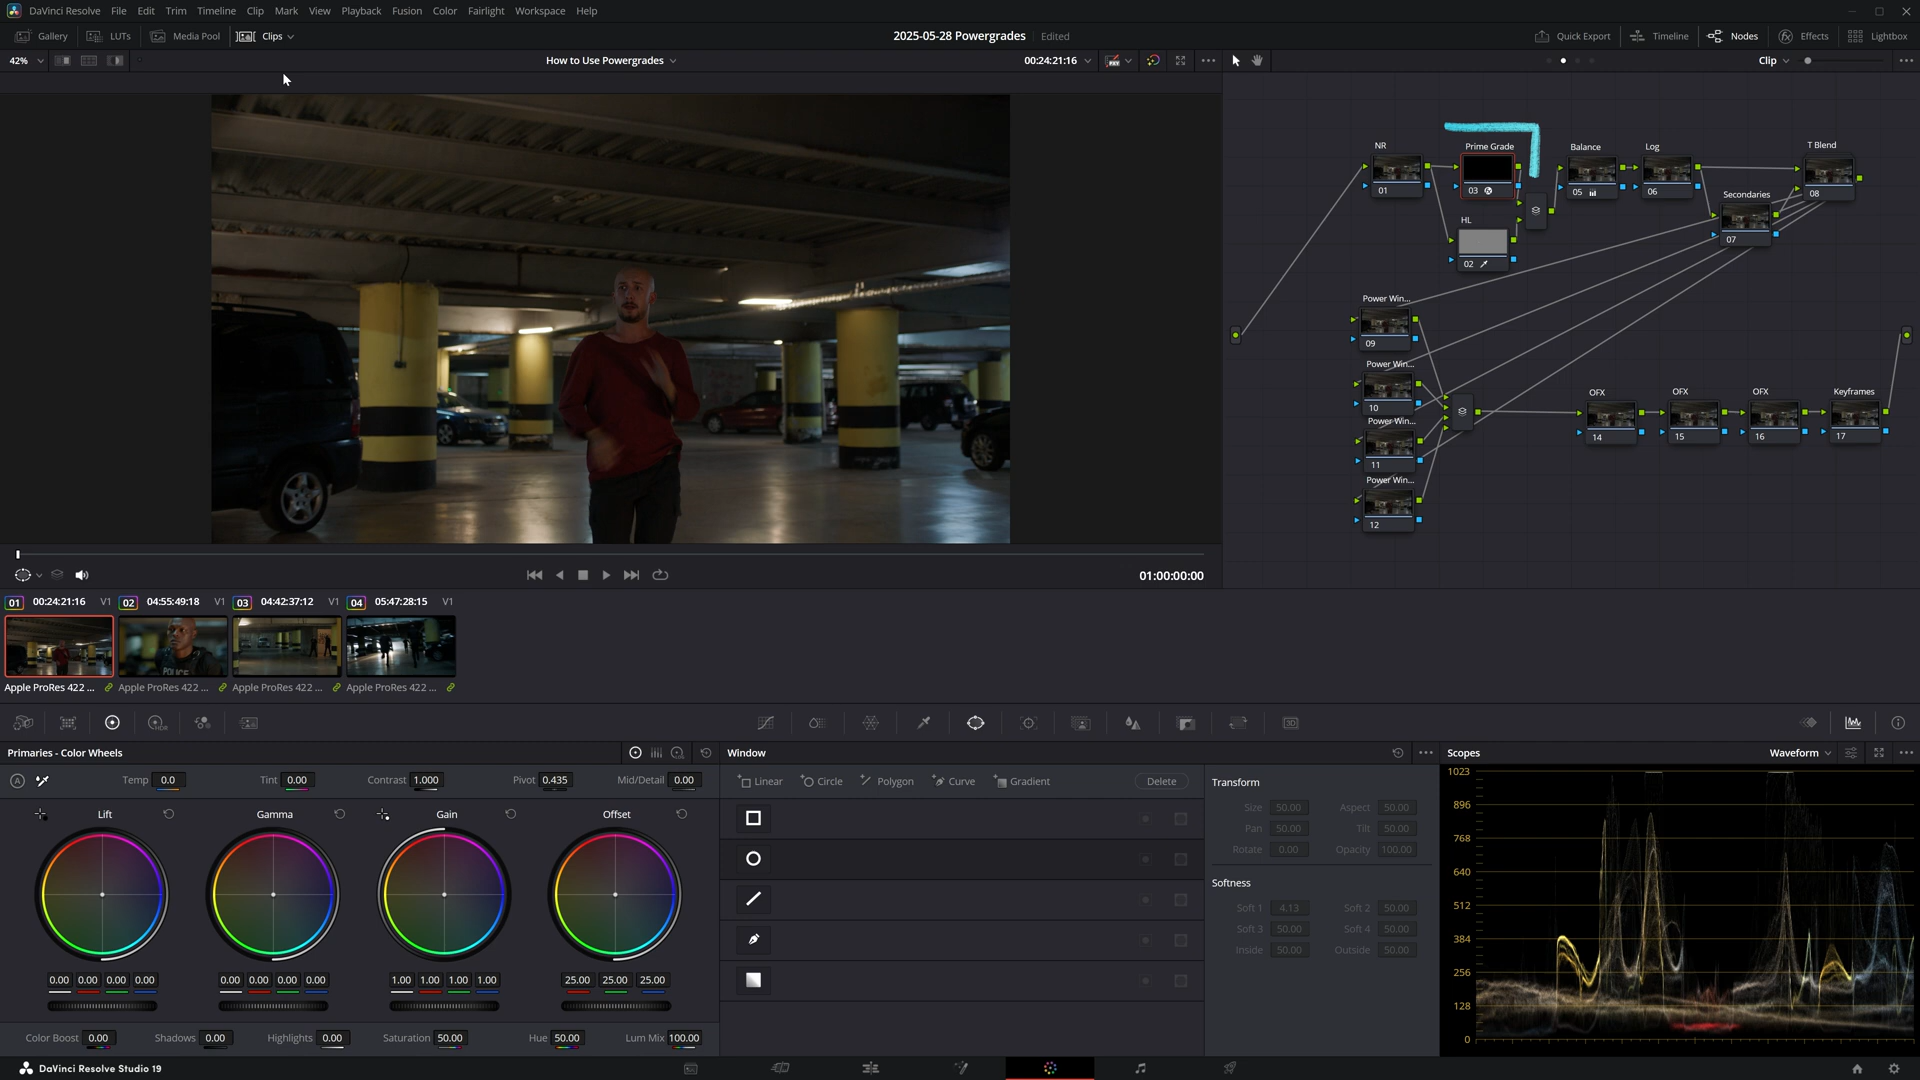 DaVinci Resolve File Edit Trim Timeline Clip Mark View Playback Fusion Color Fairlight Workspace Help
Gallery LUTs Media Pool Clips 2025-05-28 Powergrades Edited Quick Export Timeline Nodes Effects Lightbox
42% How to Use Powergrades 00:24:21:16 Clip
NR Prime Grade Balance Log T Blend
01 03 05 06 08
Secondaries
07
HL
02
Power Win...
09
Power Win...
10
Power Win...
11
Power Win...
12
OFX OFX OFX Keyframes
14 15 16 17
01:00:00:00
01 00:24:21:16 V1 02 04:55:49:18 V1 03 04:42:37:12 V1 04 05:47:28:15 V1
POLICE
Apple ProRes 422 ... Apple ProRes 422 ... Apple ProRes 422 ... Apple ProRes 422 ...
Primaries - Color Wheels
Temp 0.0 Tint 0.00 Contrast 1.000 Pivot 0.435 Mid/Detail 0.00
Lift Gamma Gain Offset
0.00 0.00 0.00 0.00 0.00 0.00 0.00 0.00 1.00 1.00 1.00 1.00 25.00 25.00 25.00
Color Boost 0.00 Shadows 0.00 Highlights 0.00 Saturation 50.00 Hue 50.00 Lum Mix 100.00
Window
Linear Circle Polygon Curve Gradient Delete
Transform
Size 50.00 Aspect 50.00
Pan 50.00 Tilt 50.00
Rotate 0.00 Opacity 100.00
Softness
Soft 1 4.13 Soft 2 50.00
Soft 3 50.00 Soft 4 50.00
Inside 50.00 Outside 50.00
Scopes Waveform
1023
896
768
640
512
384
256
128
0
DaVinci Resolve Studio 19